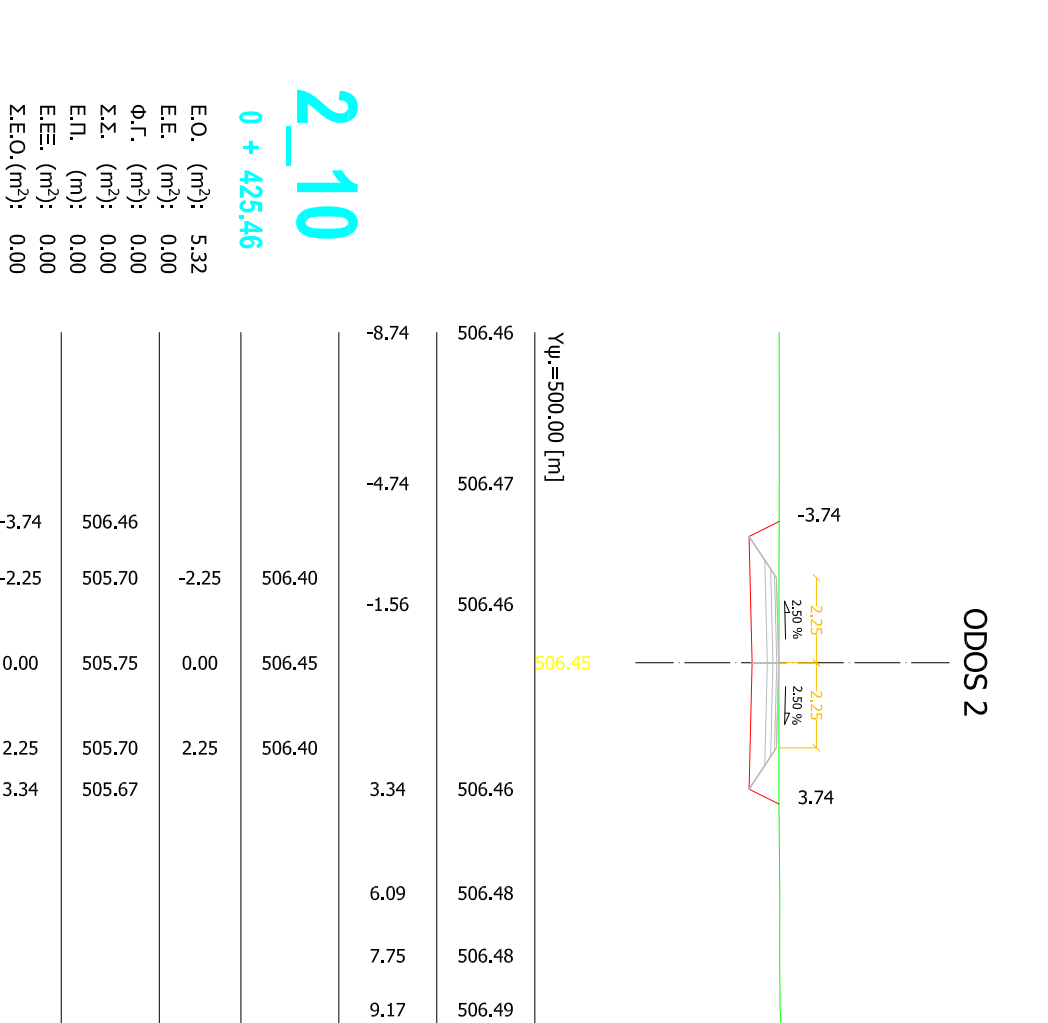 ODOS 2
-3.74
3.74
2.25
2.25
2.50 %
2.50 %
506.45
Υψ.=500.00 [m]
506.46 506.47 506.46 506.46 506.48 506.48 506.49
-8.74 -4.74 -1.56 3.34 6.09 7.75 9.17
506.40 506.45 506.40
-2.25 0.00 2.25
506.46 505.70 505.75 505.70 505.67
-3.74 -2.25 0.00 2.25 3.34
2_10
0 + 425.46
Ε.Ο. (m²): 5.32
Ε.Ε. (m²): 0.00
Φ.Γ. (m²): 0.00
Σ.Σ. (m²): 0.00
Ε.Π. (m): 0.00
Ε.ΕΞ. (m²): 0.00
Σ.Ε.Ο.(m²): 0.00